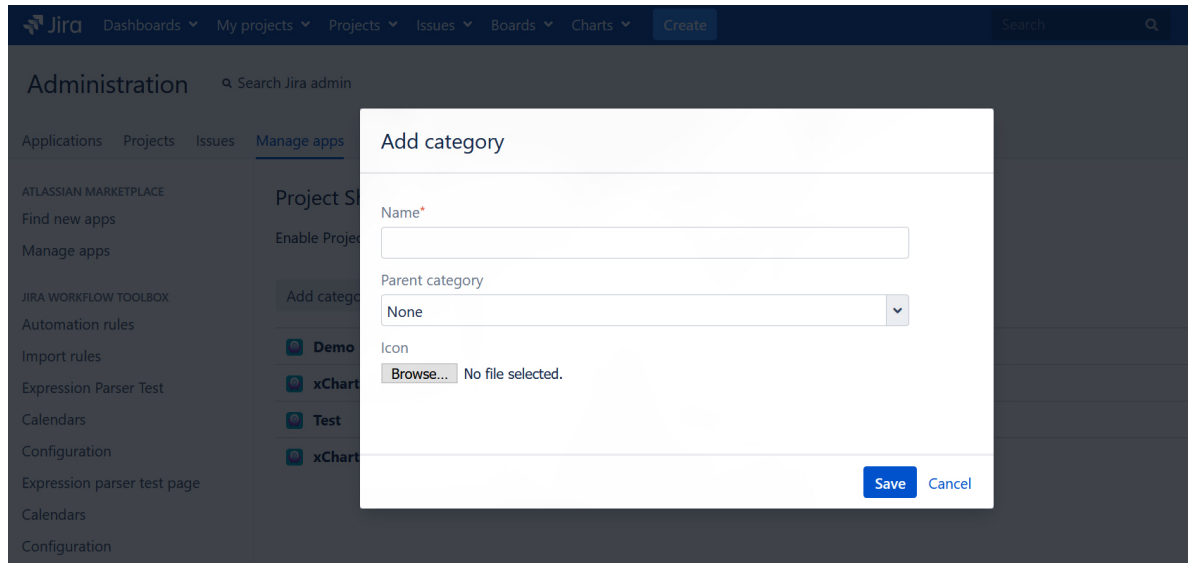 Jira Dashboards My projects Projects Issues Boards Charts Create Search
Administration Search Jira admin
Applications Projects Issues Manage apps
ATLASSIAN MARKETPLACE
Find new apps
Manage apps
JIRA WORKFLOW TOOLBOX
Automation rules
Import rules
Expression Parser Test
Calendars
Configuration
Expression parser test page
Calendars
Configuration
Project
Enable
Add
Demo
xChart
Test
xChart
Add category
Name*
Parent category
None
Icon
Browse... No file selected.
Save Cancel